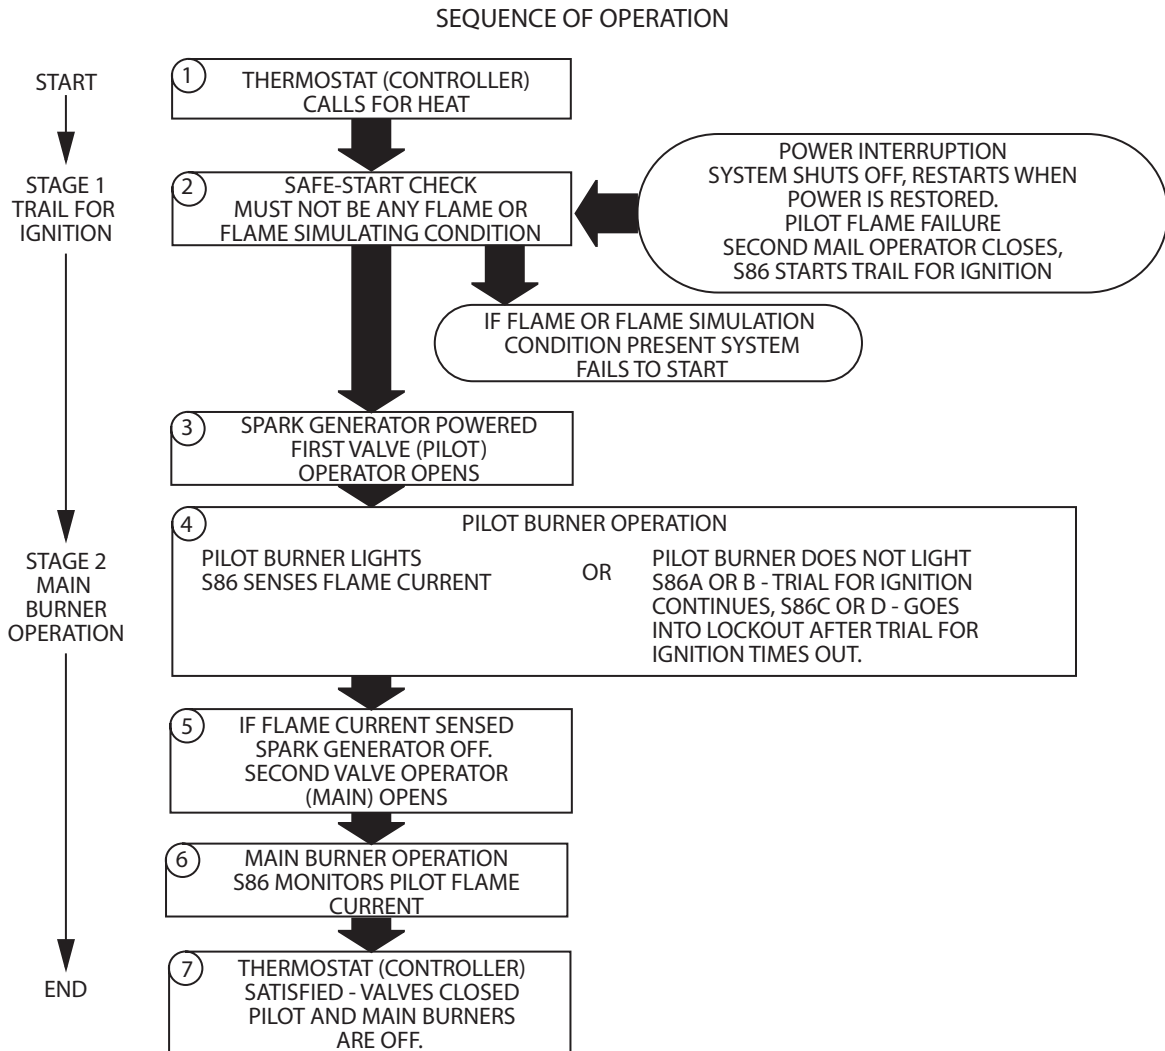 SEQUENCE OF OPERATION
START
1
THERMOSTAT (CONTROLLER)
CALLS FOR HEAT
STAGE 1
TRAIL FOR
IGNITION
2
SAFE-START CHECK
MUST NOT BE ANY FLAME OR
FLAME SIMULATING CONDITION
POWER INTERRUPTION
SYSTEM SHUTS OFF, RESTARTS WHEN
POWER IS RESTORED.
PILOT FLAME FAILURE
SECOND MAIL OPERATOR CLOSES,
S86 STARTS TRAIL FOR IGNITION
IF FLAME OR FLAME SIMULATION
CONDITION PRESENT SYSTEM
FAILS TO START
3
SPARK GENERATOR POWERED
FIRST VALVE (PILOT)
OPERATOR OPENS
STAGE 2
MAIN
BURNER
OPERATION
4
PILOT BURNER OPERATION
PILOT BURNER LIGHTS
S86 SENSES FLAME CURRENT
OR
PILOT BURNER DOES NOT LIGHT
S86A OR B - TRIAL FOR IGNITION
CONTINUES, S86C OR D - GOES
INTO LOCKOUT AFTER TRIAL FOR
IGNITION TIMES OUT.
5
IF FLAME CURRENT SENSED
SPARK GENERATOR OFF.
SECOND VALVE OPERATOR
(MAIN) OPENS
6
MAIN BURNER OPERATION
S86 MONITORS PILOT FLAME
CURRENT
END
7
THERMOSTAT (CONTROLLER)
SATISFIED - VALVES CLOSED
PILOT AND MAIN BURNERS
ARE OFF.